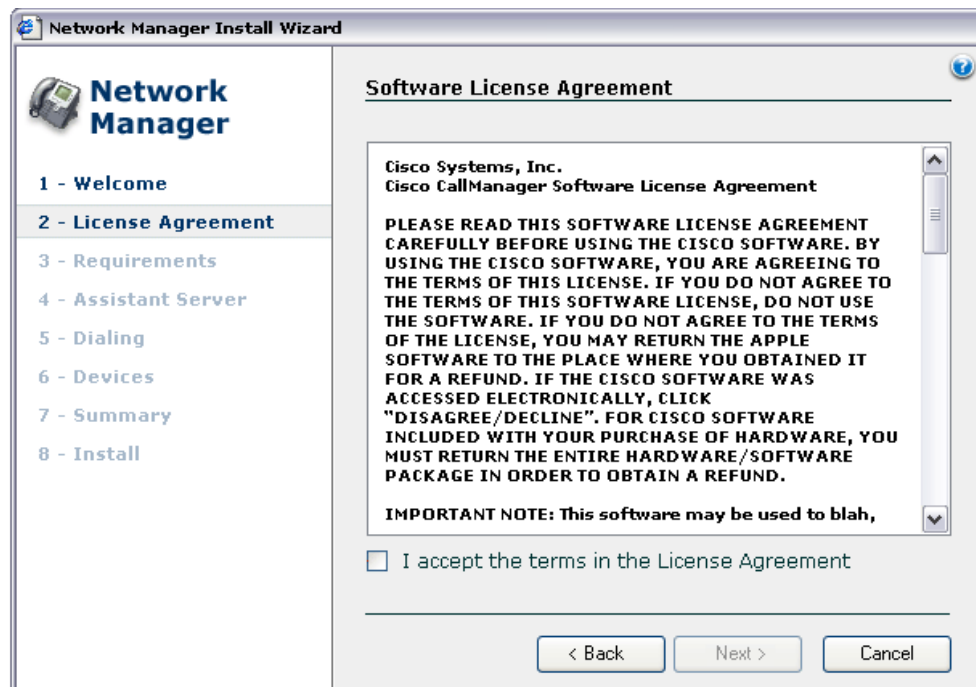 Network Manager Install Wizard
Network
Manager
1 - Welcome
2 - License Agreement
3 - Requirements
4 - Assistant Server
5 - Dialing
6 - Devices
7 - Summary
8 - Install
?
Software License Agreement
Cisco Systems, Inc.
Cisco CallManager Software License Agreement
PLEASE READ THIS SOFTWARE LICENSE AGREEMENT
CAREFULLY BEFORE USING THE CISCO SOFTWARE. BY
USING THE CISCO SOFTWARE, YOU ARE AGREEING TO
THE TERMS OF THIS LICENSE. IF YOU DO NOT AGREE TO
THE TERMS OF THIS SOFTWARE LICENSE, DO NOT USE
THE SOFTWARE. IF YOU DO NOT AGREE TO THE TERMS
OF THE LICENSE, YOU MAY RETURN THE APPLE
SOFTWARE TO THE PLACE WHERE YOU OBTAINED IT
FOR A REFUND. IF THE CISCO SOFTWARE WAS
ACCESSED ELECTRONICALLY, CLICK
"DISAGREE/DECLINE". FOR CISCO SOFTWARE
INCLUDED WITH YOUR PURCHASE OF HARDWARE, YOU
MUST RETURN THE ENTIRE HARDWARE/SOFTWARE
PACKAGE IN ORDER TO OBTAIN A REFUND.
IMPORTANT NOTE: This software may be used to blah,
I accept the terms in the License Agreement
< Back
Next >
Cancel